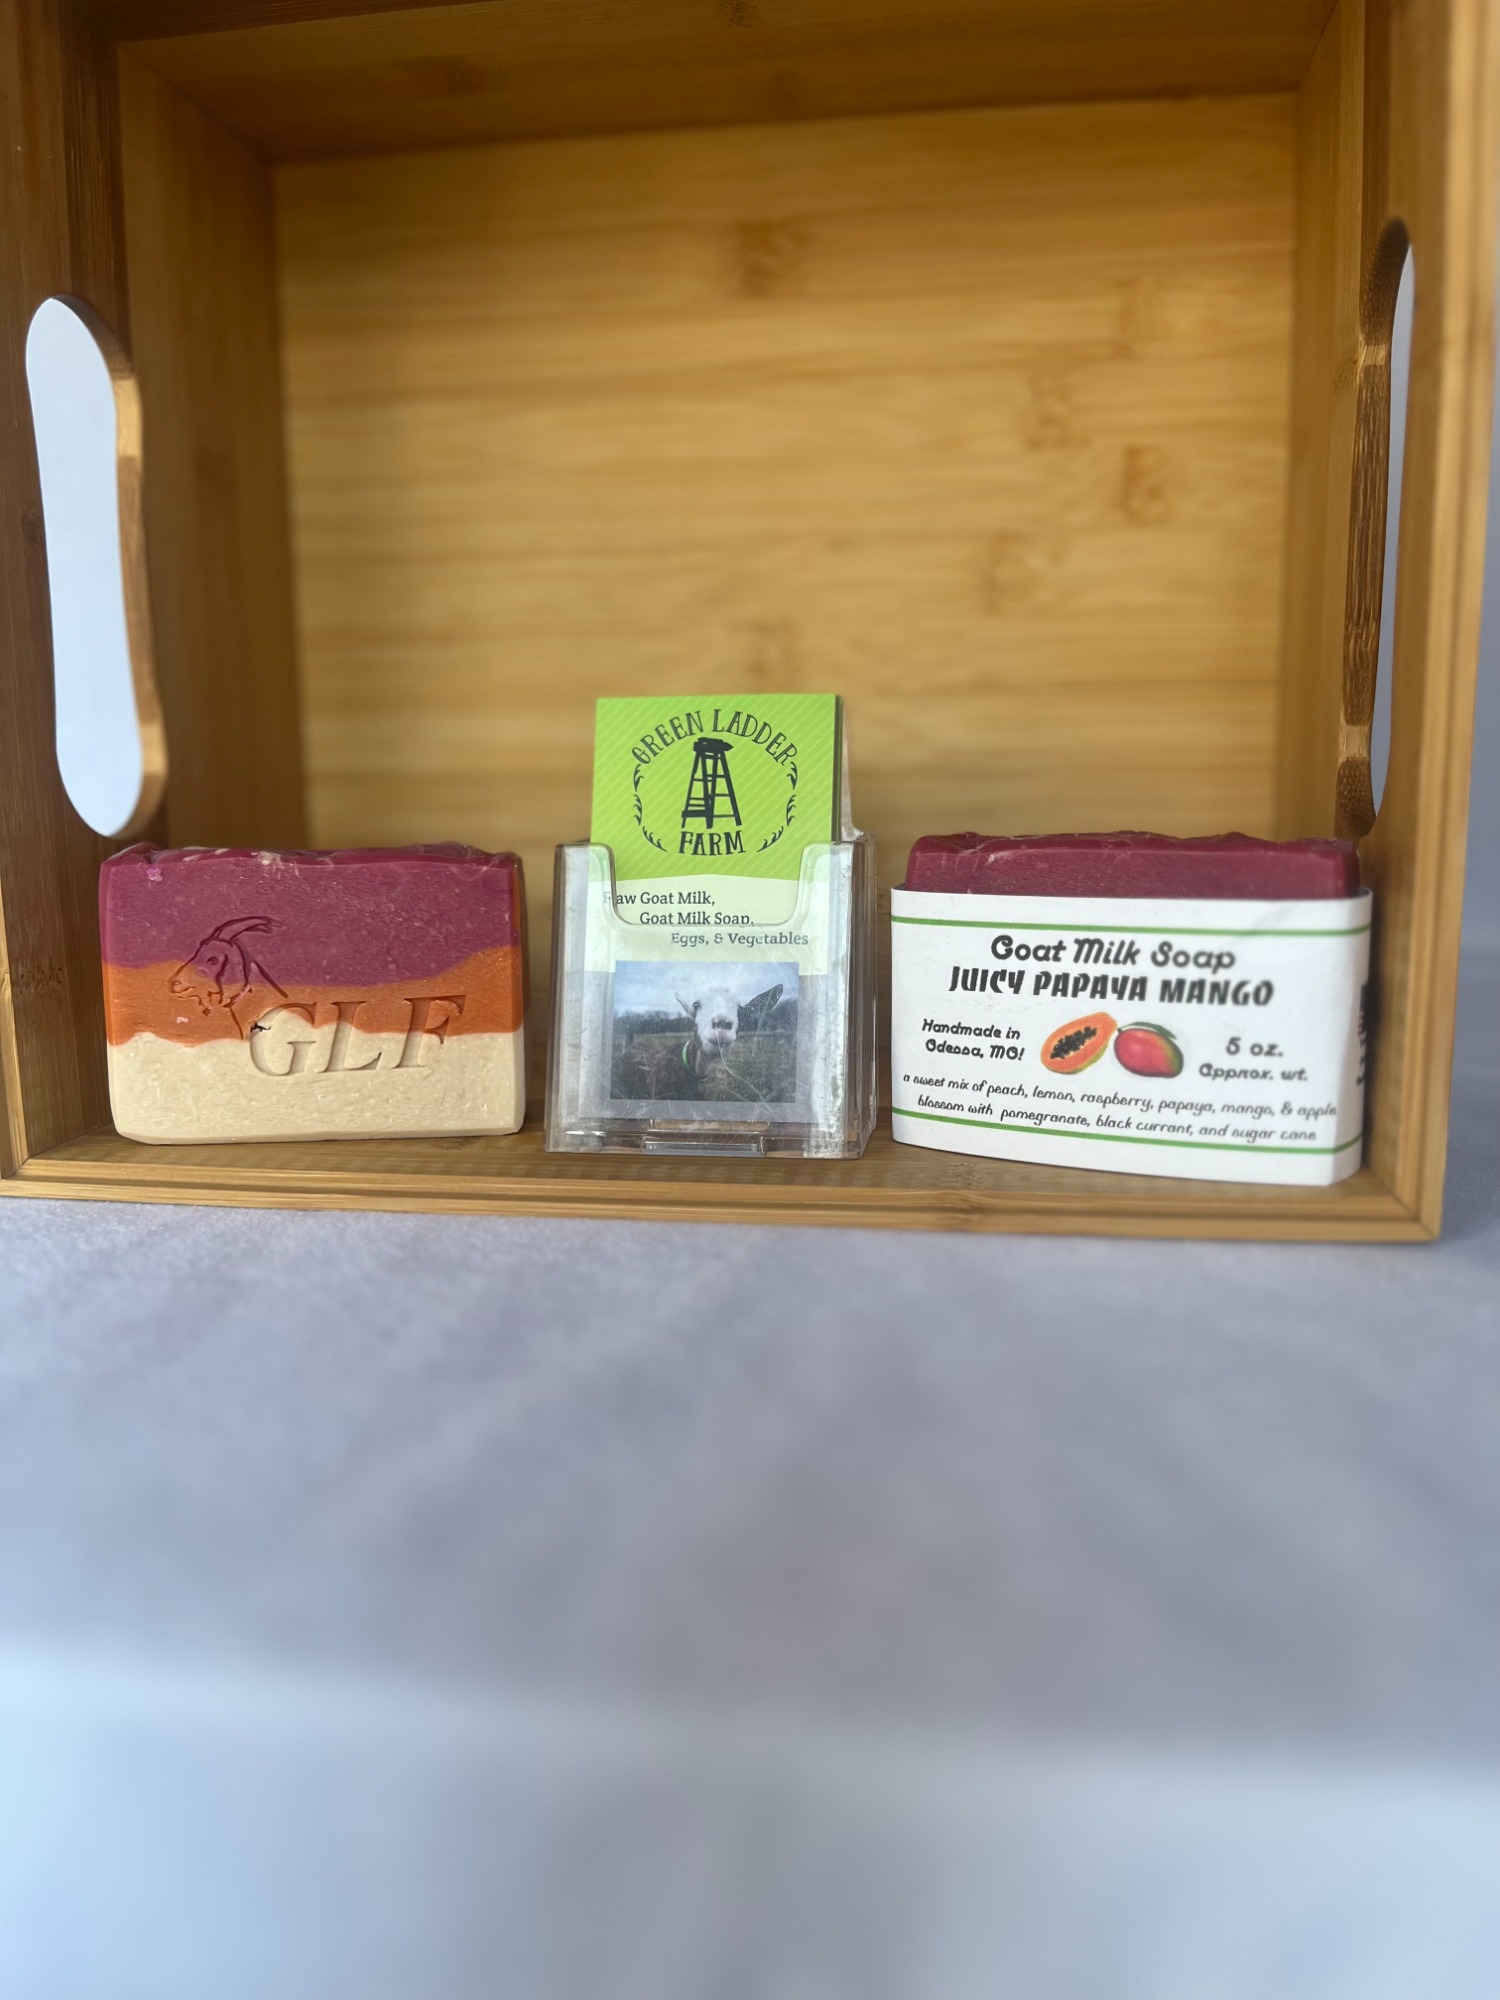 GLF
GREEN LADDER
FARM
Raw Goat Milk,
Goat Milk Soap,
Eggs, & Vegetables
Goat Milk Soap
JUICY PAPAYA MANGO
Handmade in
Odessa, MO!
5 oz.
Approx. wt.
a sweet mix of peach, lemon, raspberry, papaya, mango, & apple
blossom with pomegranate, black currant, and sugar cane